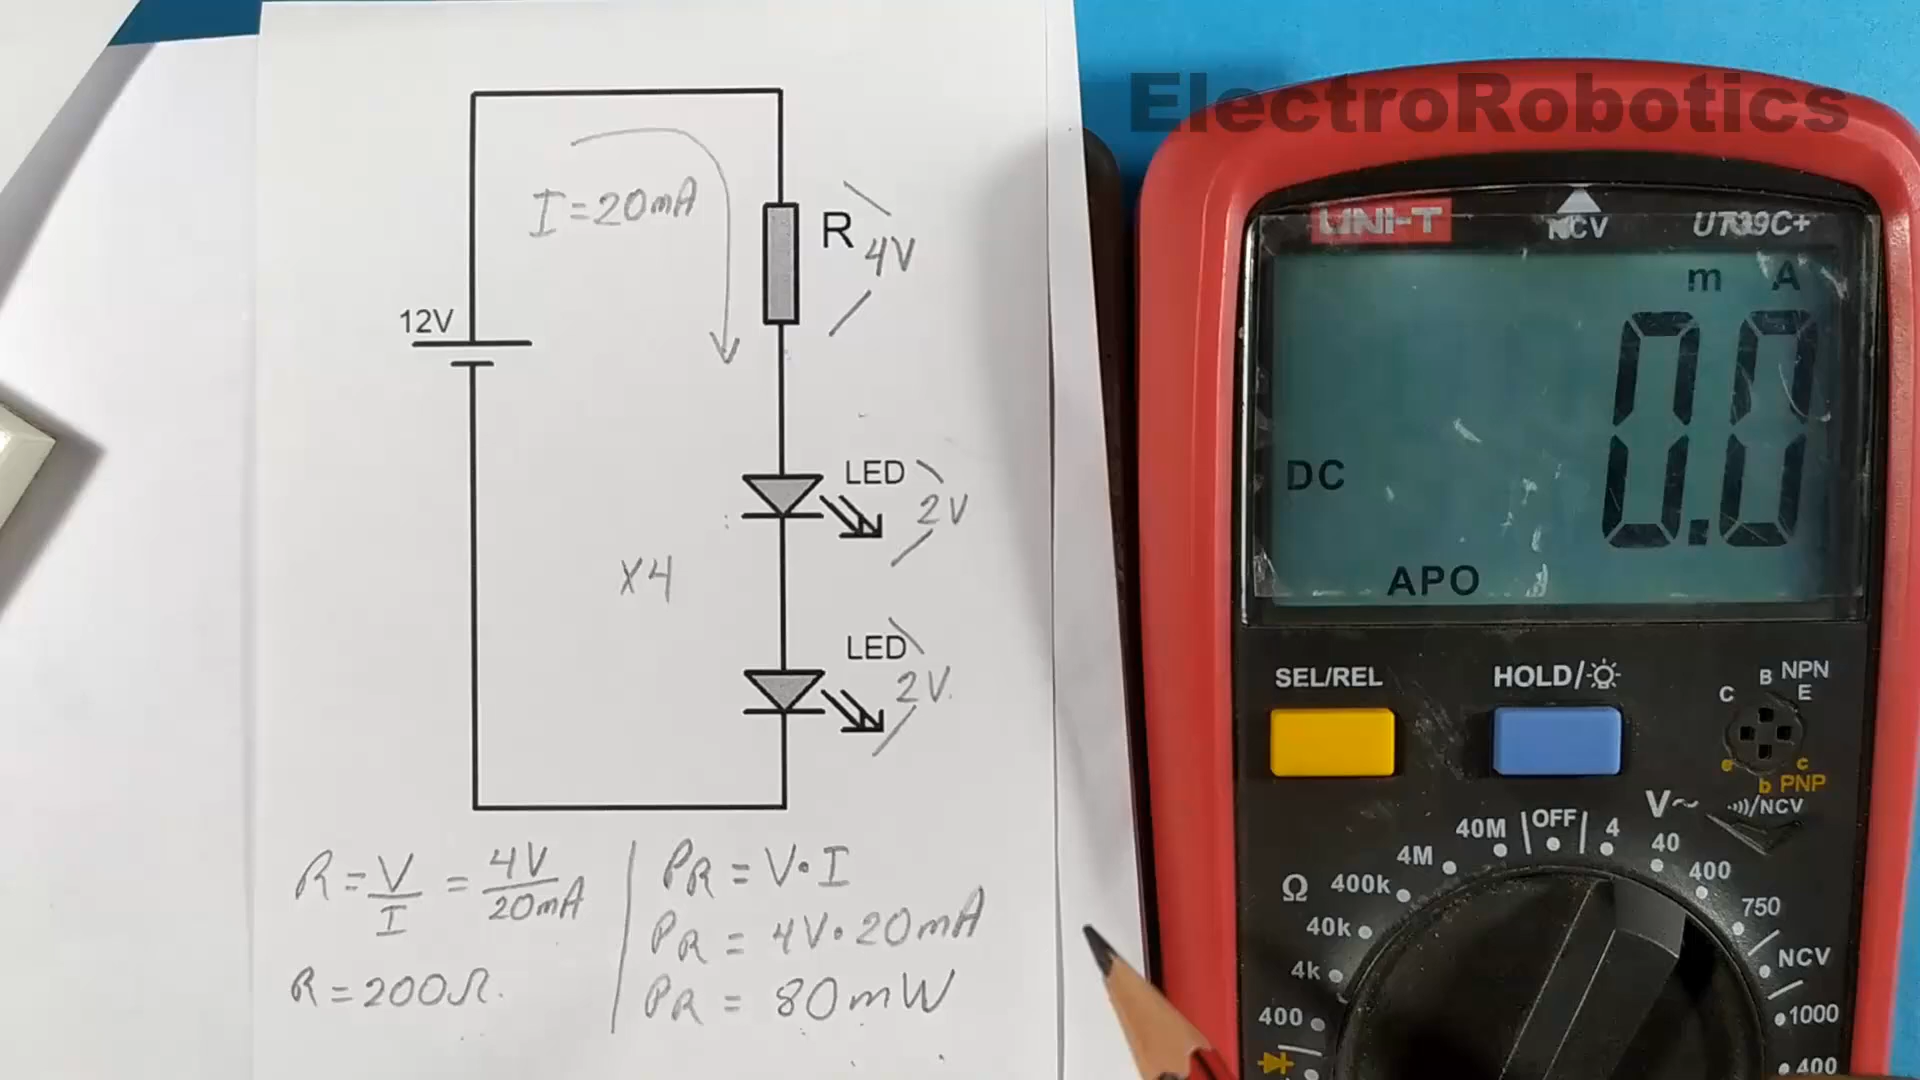 ElectroRobotics
I=20mA
R
4V
12V
LED
2V
X4
LED
2V.
R=V/I = 4V/20mA
R=200Ω.
PR = V·I
PR = 4V·20mA
PR = 80mW
UNI-T
NCV
m A
DC
0.0
APO
SEL/REL
HOLD/
B NPN
C E
e c
b PNP
V~
/NCV
40M
OFF
4
40
4M
400
Ω
400k
750
40k
NCV
4k
1000
400
400